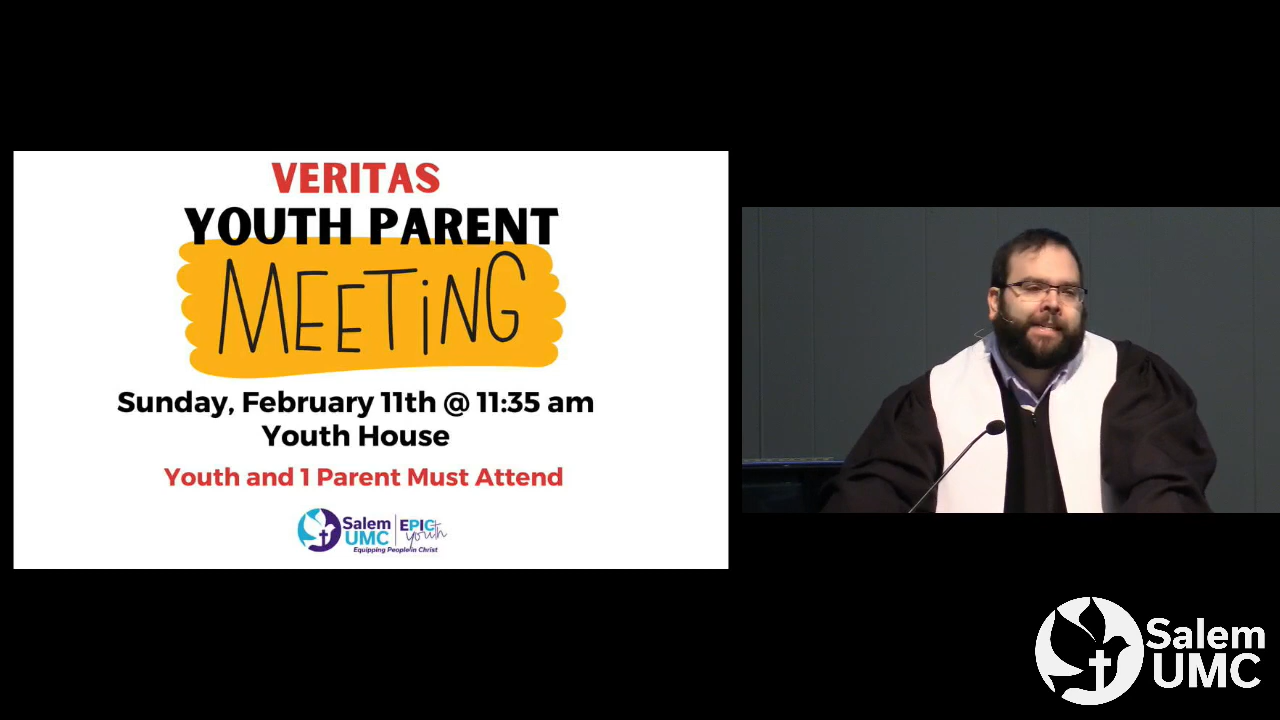 VERITAS
YOUTH PARENT
MEETiNG
Sunday, February 11th @ 11:35 am
Youth House
Youth and 1 Parent Must Attend
Salem
UMC
EPIC
youth
Equipping People in Christ
Salem
UMC